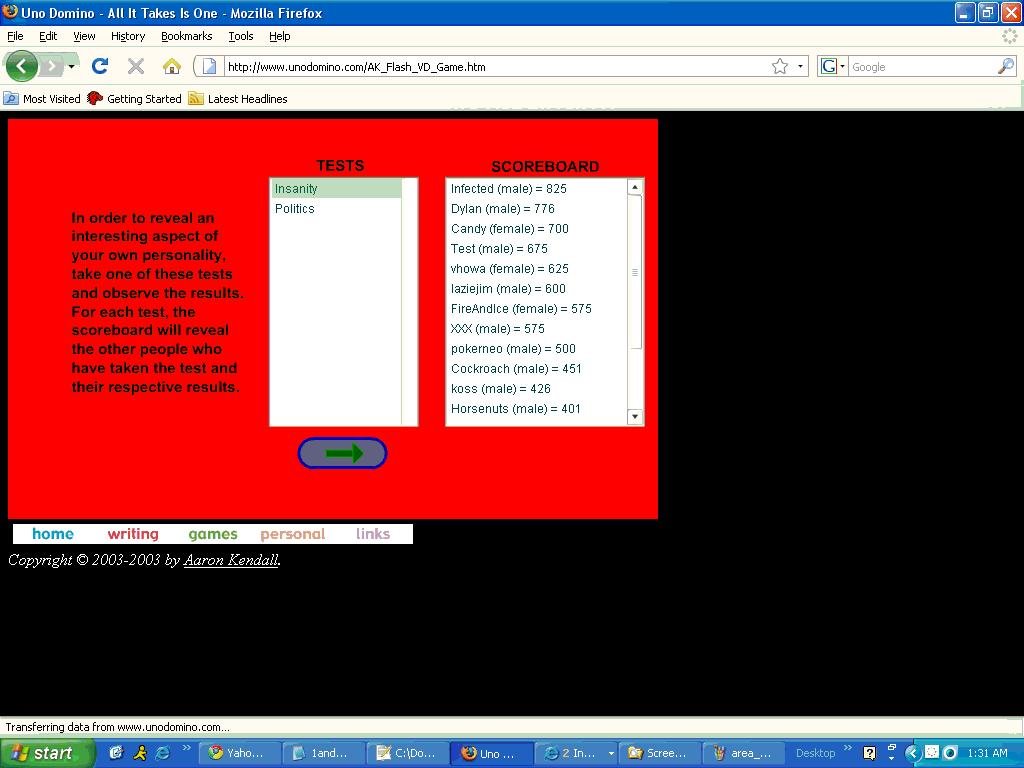 Uno Domino - All It Takes Is One - Mozilla Firefox
File Edit View History Bookmarks Tools Help
http://www.unodomino.com/AK_Flash_VD_Game.htm
G Google
Most Visited Getting Started Latest Headlines
TESTS
SCOREBOARD
In order to reveal an
interesting aspect of
your own personality,
take one of these tests
and observe the results.
For each test, the
scoreboard will reveal
the other people who
have taken the test and
their respective results.
Insanity
Politics
Infected (male) = 825
Dylan (male) = 776
Candy (female) = 700
Test (male) = 675
vhowa (female) = 625
laziejim (male) = 600
FireAndIce (female) = 575
XXX (male) = 575
pokerneo (male) = 500
Cockroach (male) = 451
koss (male) = 426
Horsenuts (male) = 401
home writing games personal links
Copyright © 2003-2003 by Aaron Kendall.
Transferring data from www.unodomino.com...
start Yaho... 1and... C:\Do... Uno ... 2 In... Scree... area_... Desktop 1:31 AM